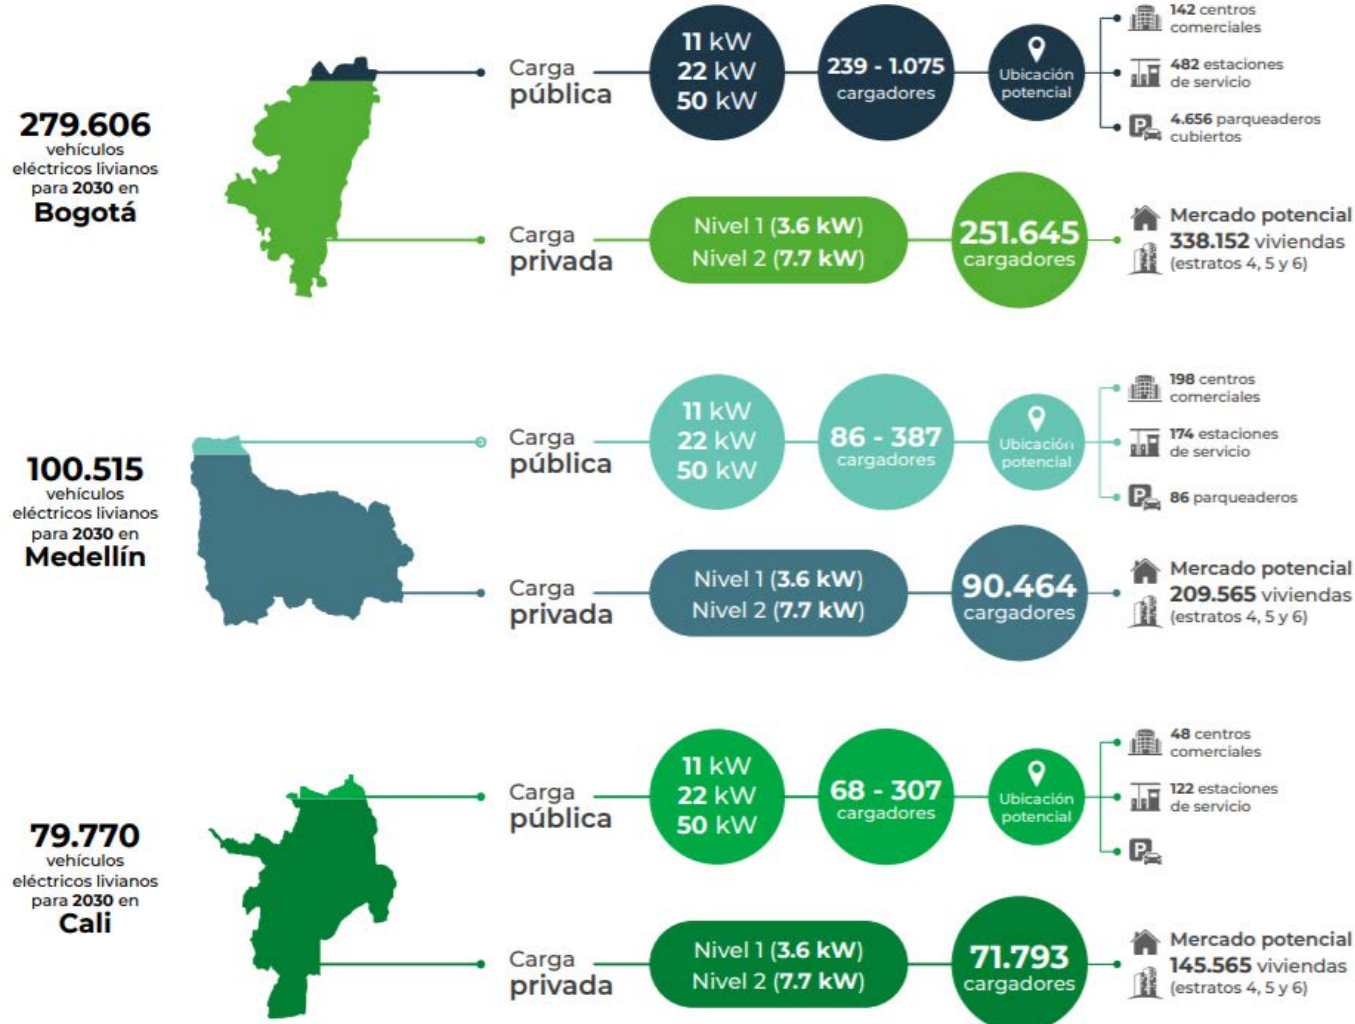 279.606
vehículos
eléctricos livianos
para 2030 en
Bogotá
Carga
pública
11 kW
22 kW
50 kW
239 - 1.075
cargadores
Ubicación
potencial
142 centros
comerciales
482 estaciones
de servicio
P
4.656 parqueaderos
cubiertos
Carga
privada
Nivel 1 (3.6 kW)
Nivel 2 (7.7 kW)
251.645
cargadores
Mercado potencial
338.152 viviendas
(estratos 4, 5 y 6)
100.515
vehículos
eléctricos livianos
para 2030 en
Medellín
Carga
pública
11 kW
22 kW
50 kW
86 - 387
cargadores
Ubicación
potencial
198 centros
comerciales
174 estaciones
de servicio
P
86 parqueaderos
Carga
privada
Nivel 1 (3.6 kW)
Nivel 2 (7.7 kW)
90.464
cargadores
Mercado potencial
209.565 viviendas
(estratos 4, 5 y 6)
79.770
vehículos
eléctricos livianos
para 2030 en
Cali
Carga
pública
11 kW
22 kW
50 kW
68 - 307
cargadores
Ubicación
potencial
48 centros
comerciales
122 estaciones
de servicio
P
Carga
privada
Nivel 1 (3.6 kW)
Nivel 2 (7.7 kW)
71.793
cargadores
Mercado potencial
145.565 viviendas
(estratos 4, 5 y 6)